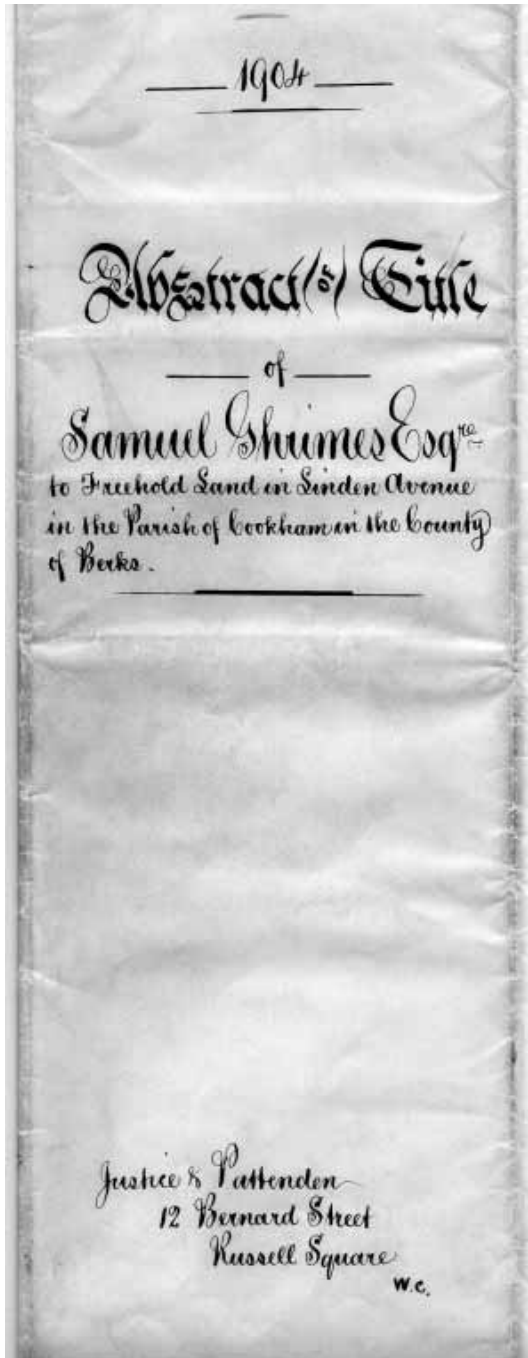 1904
Abstract (of) Title
of
Samuel Ghrimes Esqre
to Freehold Land in Linden Avenue
in the Parish of Cookham in the County
of Berks.
Justice & Pattenden
12 Bernard Street
Russell Square
W.C.